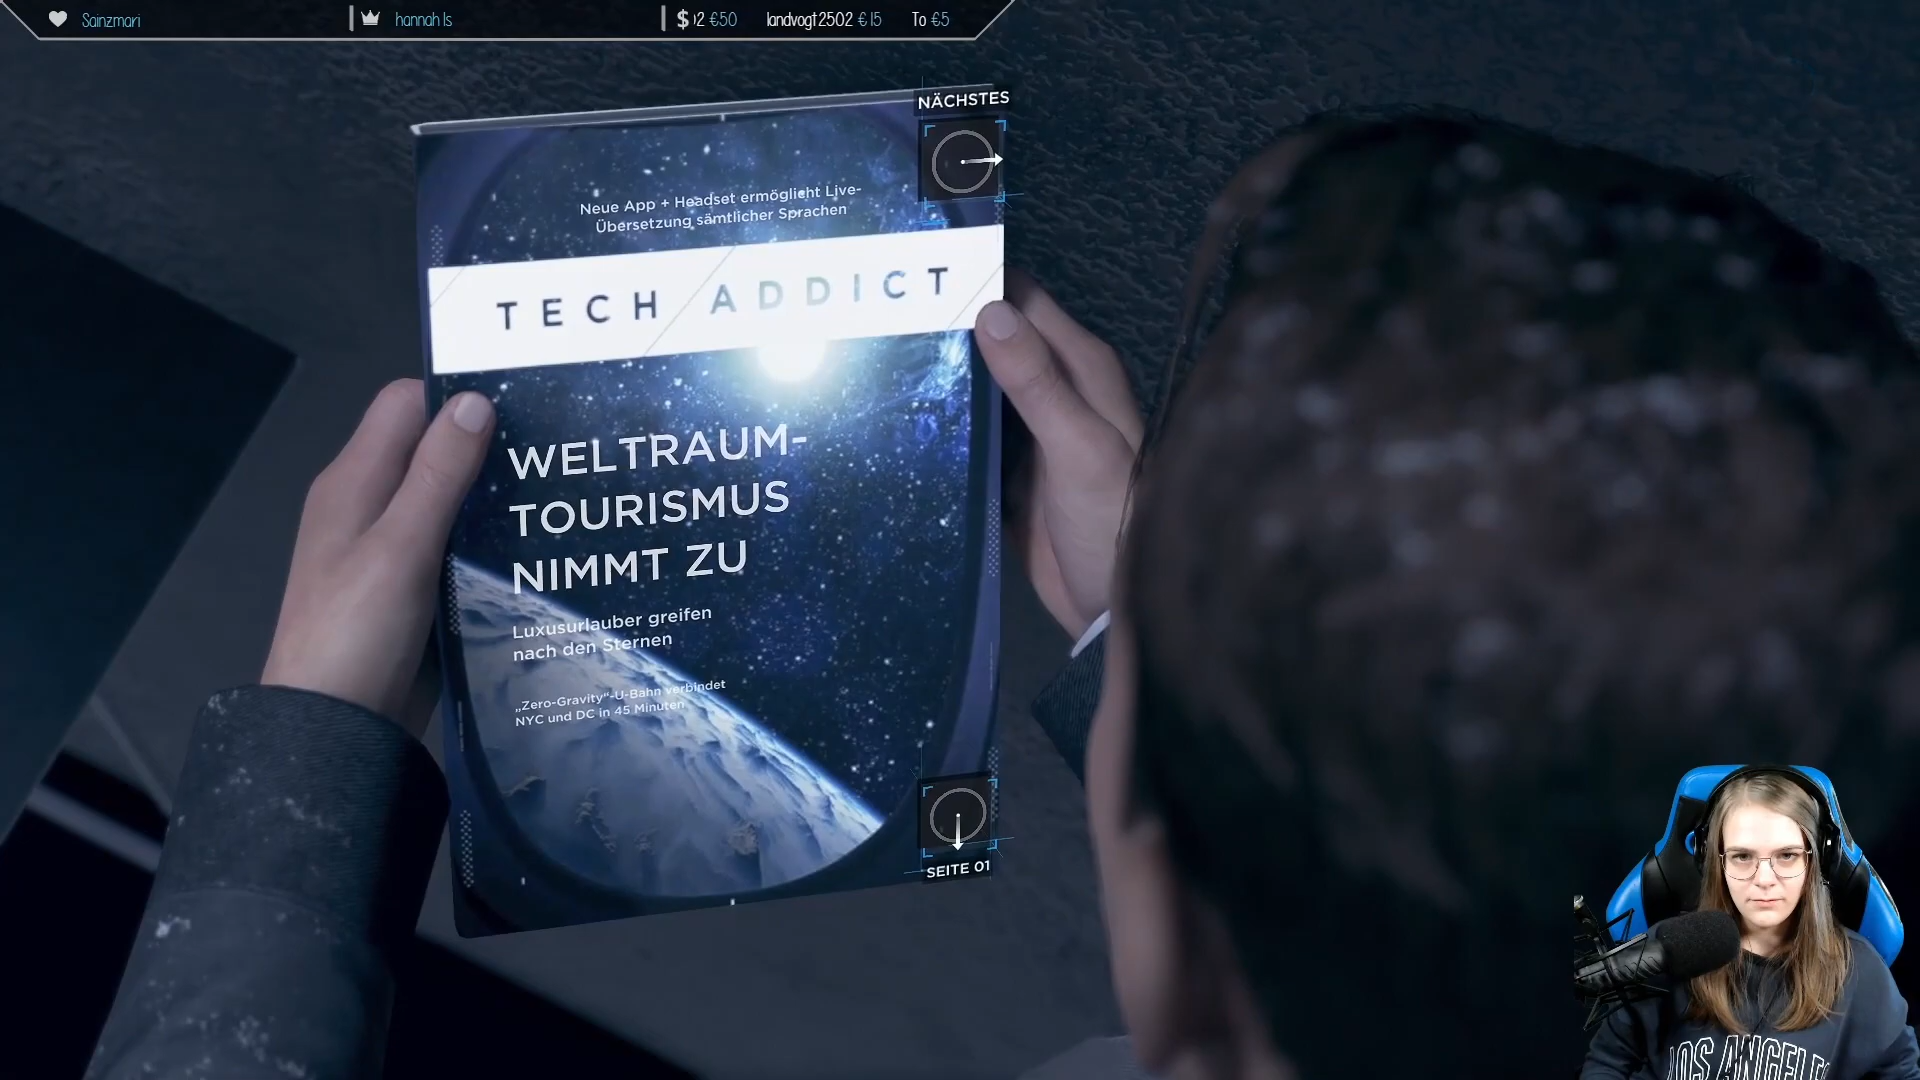 Sainzmari
hannah ls
$ €50 landvogt2502 €15 To €5
NÄCHSTES
Neue App + Headset ermöglicht Live-
Übersetzung sämtlicher Sprachen
TECH ADDICT
WELTRAUM-
TOURISMUS
NIMMT ZU
Luxusurlauber greifen
nach den Sternen
„Zero-Gravity“-U-Bahn verbindet
NYC und DC in 45 Minuten
SEITE 01
LOS ANGELE